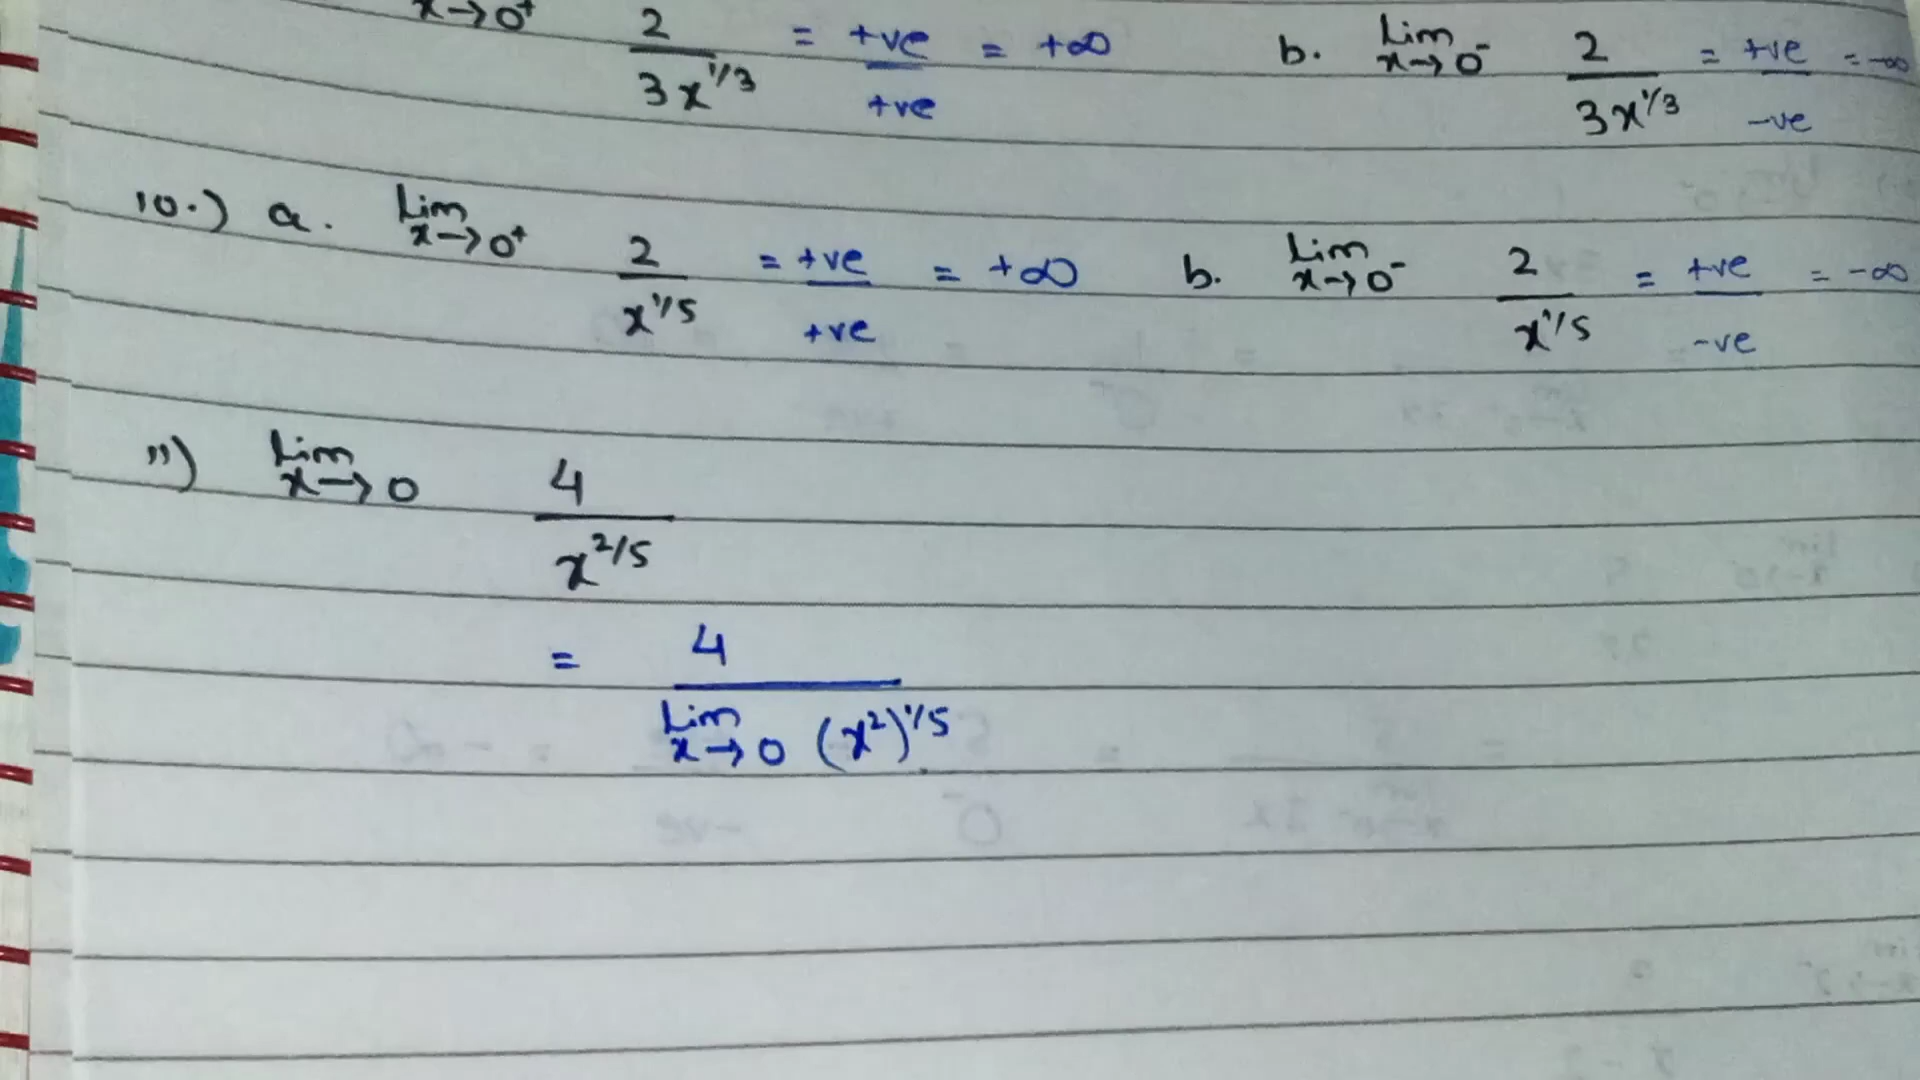 x→0⁺ 2/3x^1/3 = +ve/+ve = +∞ b. Lim x→0⁻ 2/3x^1/3 = +ve/-ve = -∞
10.) a. Lim x→0⁺ 2/x^1/5 = +ve/+ve = +∞ b. Lim x→0⁻ 2/x^1/5 = +ve/-ve = -∞
11) Lim x→0 4/x^2/5
= 4/Lim x→0 (x²)^1/5